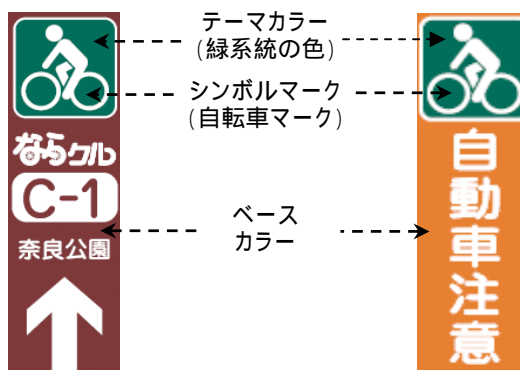 テーマカラー
(緑系統の色)
シンボルマーク
(自転車マーク)
ベース
カラー
ならクル
C-1
奈良公園
自動車注意